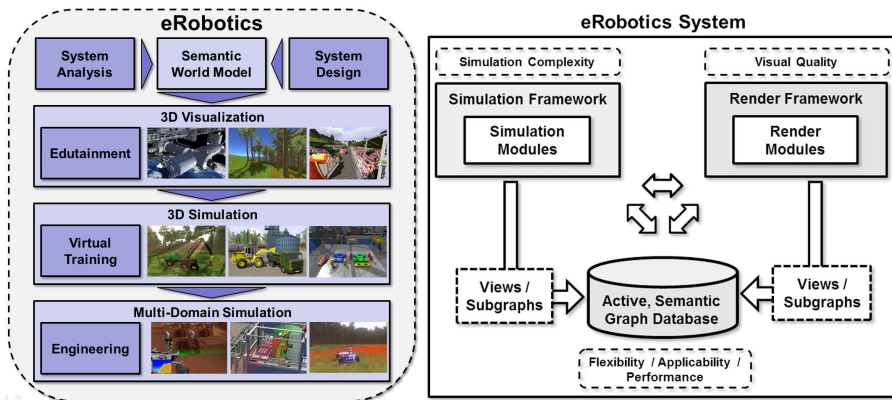 eRobotics
System
Analysis
Semantic
World Model
System
Design
3D Visualization
Edutainment
3D Simulation
Virtual
Training
Multi-Domain Simulation
Engineering
eRobotics System
Simulation Complexity
Visual Quality
Simulation Framework
Simulation
Modules
Render Framework
Render
Modules
Views /
Subgraphs
Active, Semantic
Graph Database
Views /
Subgraphs
Flexibility / Applicability /
Performance